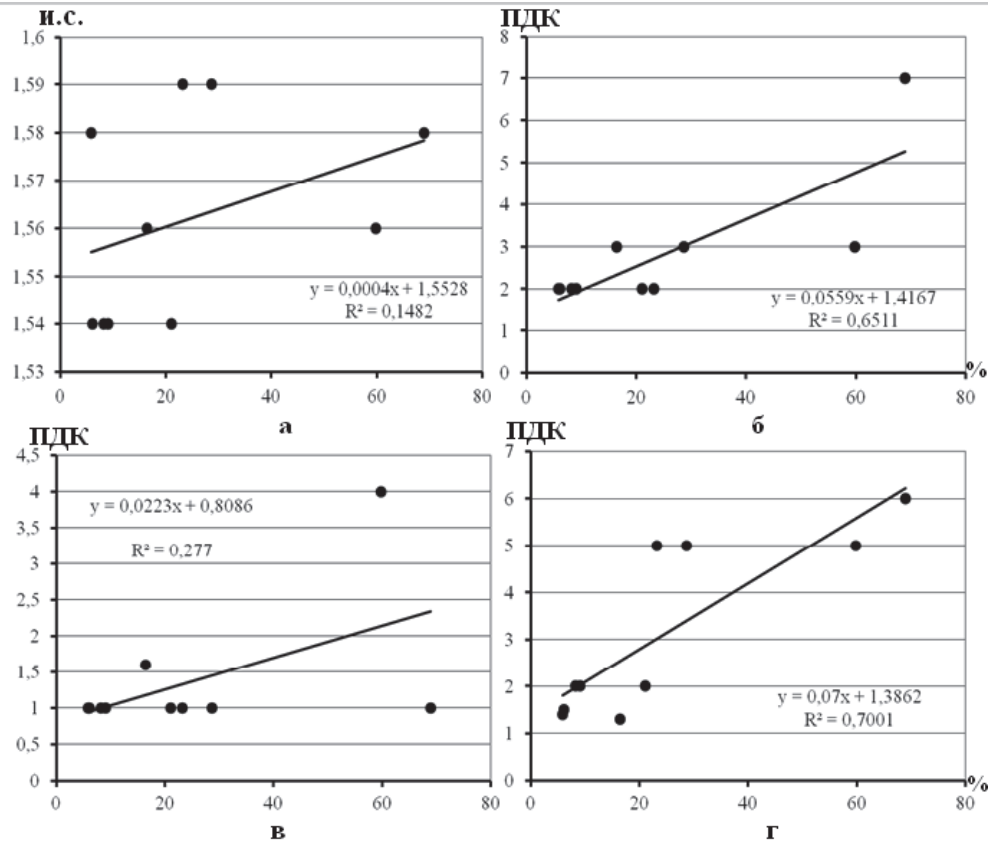 и.с.
1,6
1,59
1,58
1,57
1,56
1,55
1,54
1,53
0 20 40 60 80
y = 0,0004x + 1,5528
R² = 0,1482
а
ПДК
8
7
6
5
4
3
2
1
0
0 20 40 60 80
%
y = 0,0559x + 1,4167
R² = 0,6511
б
ПДК
4,5
4
3,5
3
2,5
2
1,5
1
0,5
0
0 20 40 60 80
y = 0,0223x + 0,8086
R² = 0,277
в
ПДК
7
6
5
4
3
2
1
0
0 20 40 60 80
%
y = 0,07x + 1,3862
R² = 0,7001
г